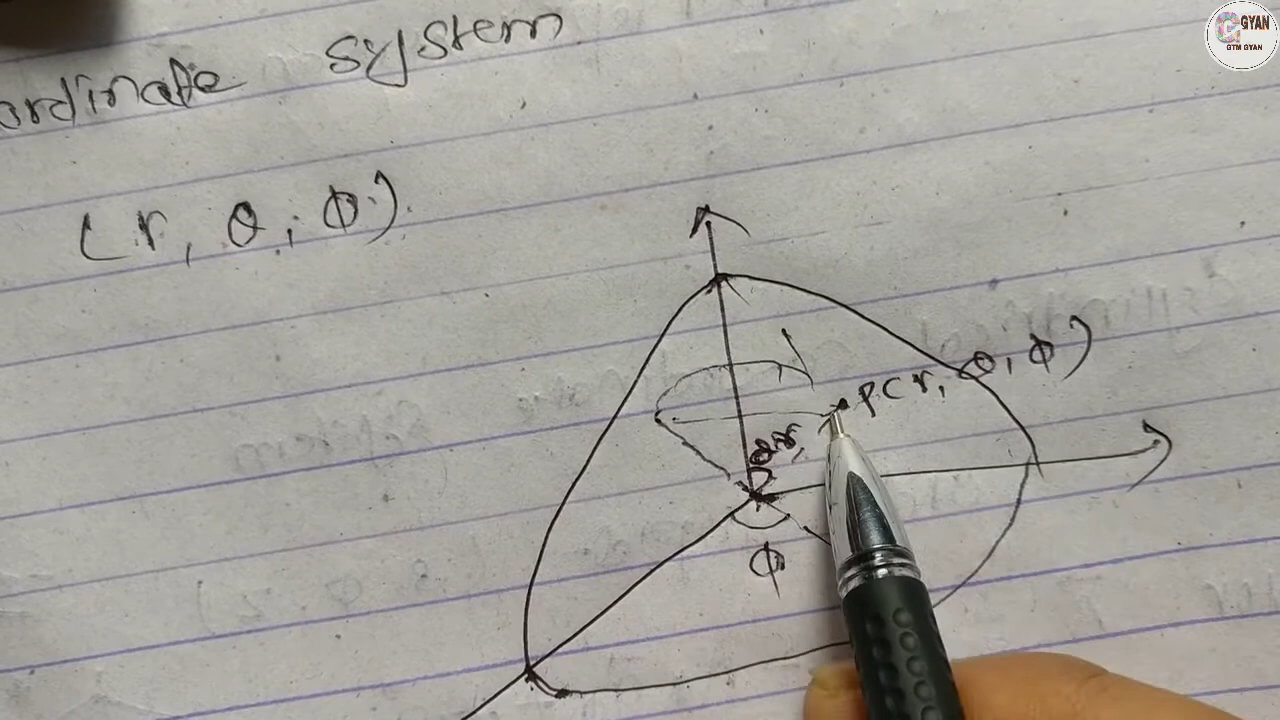 ordinate system
(r, θ, ϕ)
P(r, θ, ϕ)
θ r,
ϕ
GYAN
GTM GYAN